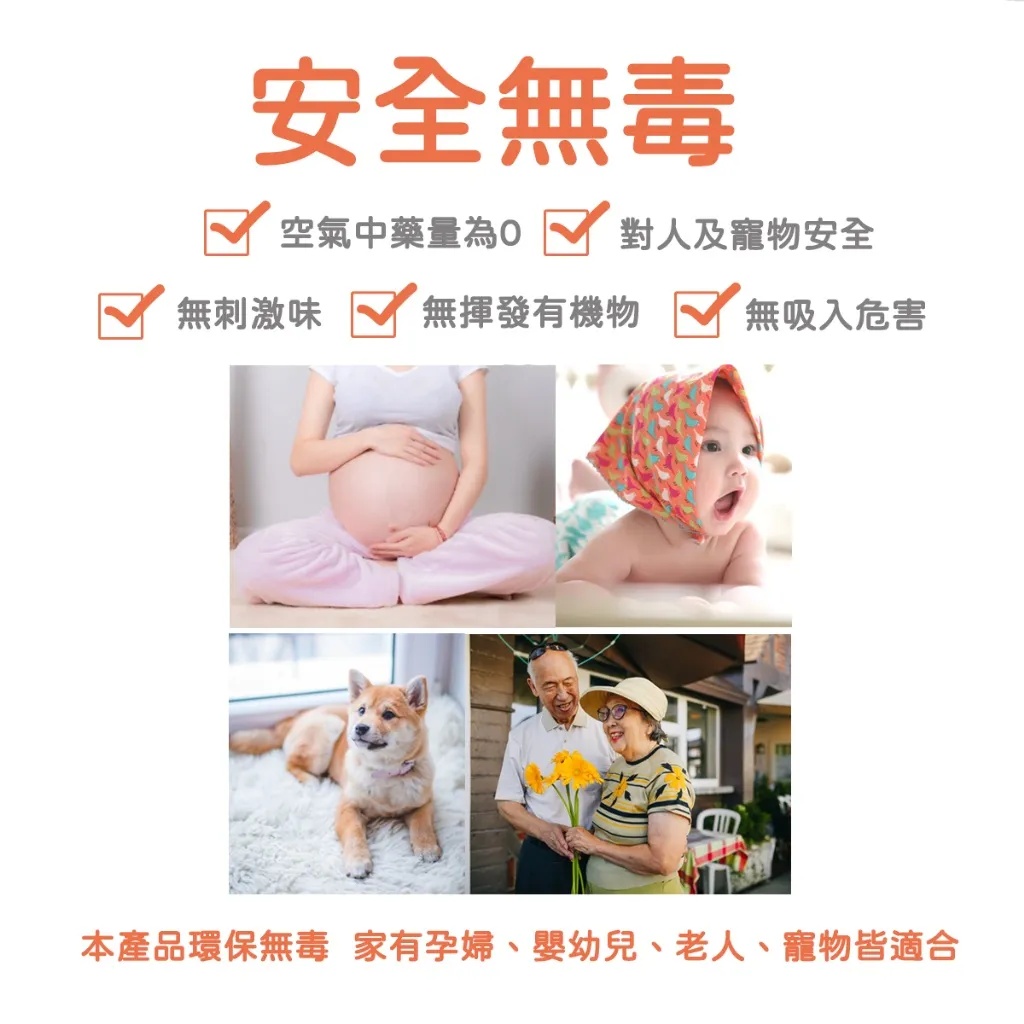 安全無毒
空氣中藥量為0 對人及寵物安全
無刺激味 無揮發有機物 無吸入危害
本產品環保無毒 家有孕婦、嬰幼兒、老人、寵物皆適合